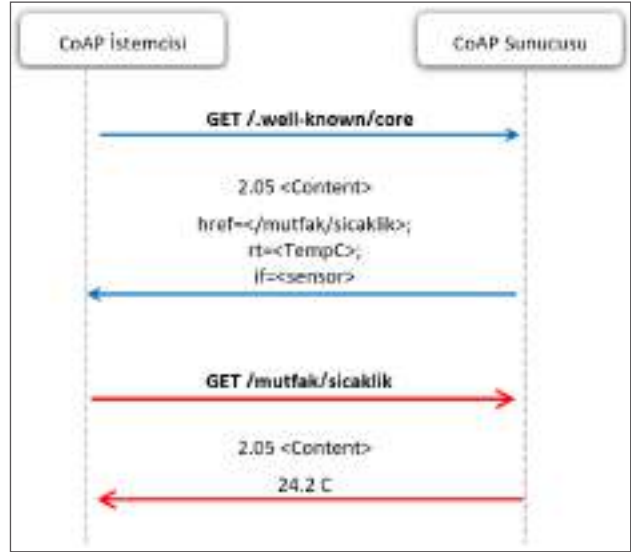 CoAP İstemcisi
CoAP Sunucusu
GET /.well-known/core
2.05 <Content>
href=</mutfak/sicaklik>;
rt=<TempC>;
if=<sensor>
GET /mutfak/sicaklik
2.05 <Content>
24.2 C